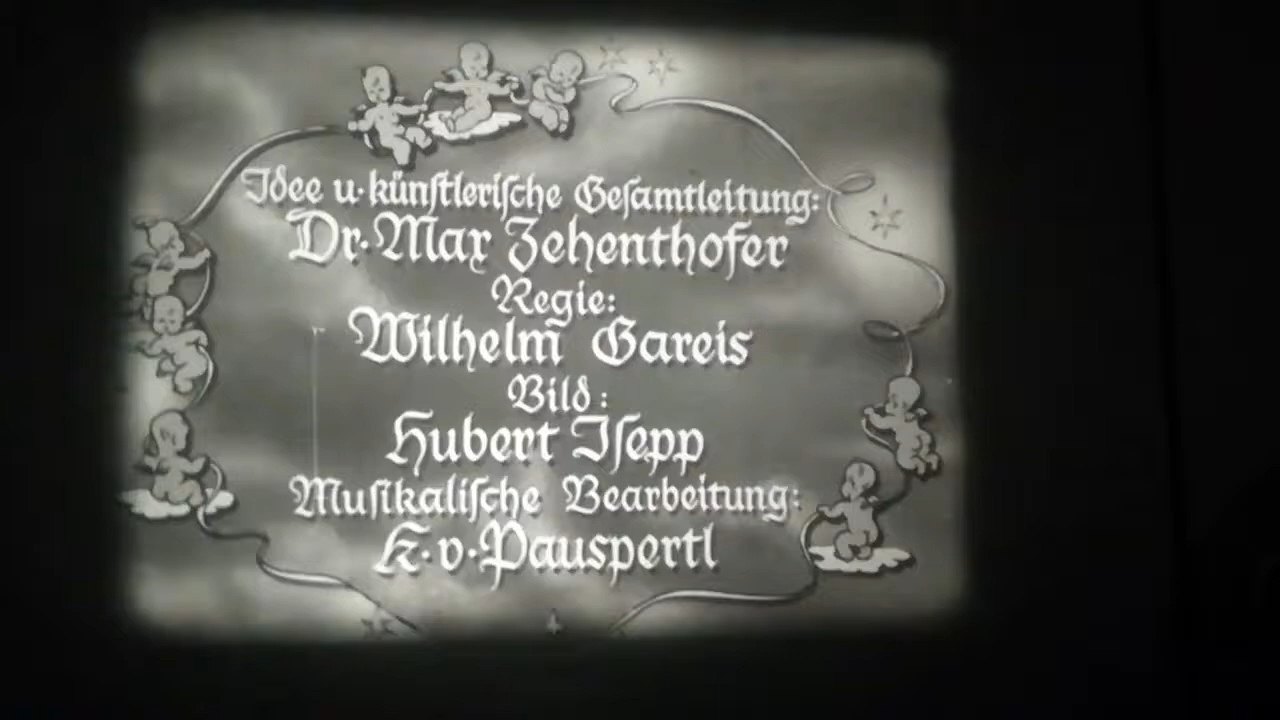 Idee u. künſtleriſche Geſamtleitung:
Dr. Max Zehenthofer
Regie:
Wilhelm Gareis
Bild:
Hubert Iſepp
Muſikaliſche Bearbeitung:
K. v. Pauspertl